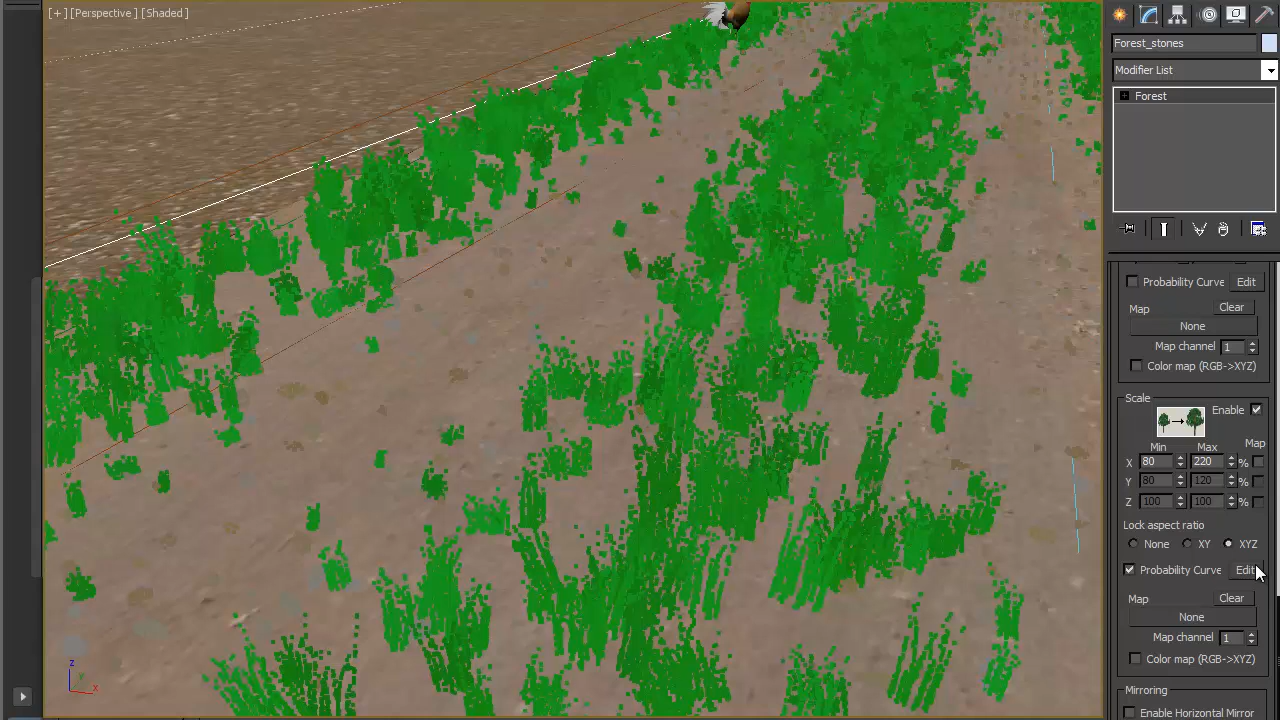 [+] [Perspective ] [Shaded]
Forest_stones
Modifier List
Forest
Probability Curve Edit
Map Clear
None
Map channel 1
Color map (RGB->XYZ)
Scale
Enable
Min Max Map
X 80 220 %
Y 80 120 %
Z 100 100 %
Lock aspect ratio
None XY XYZ
Probability Curve Edit
Map Clear
None
Map channel 1
Color map (RGB->XYZ)
Mirroring
Enable Horizontal Mirror
z
x